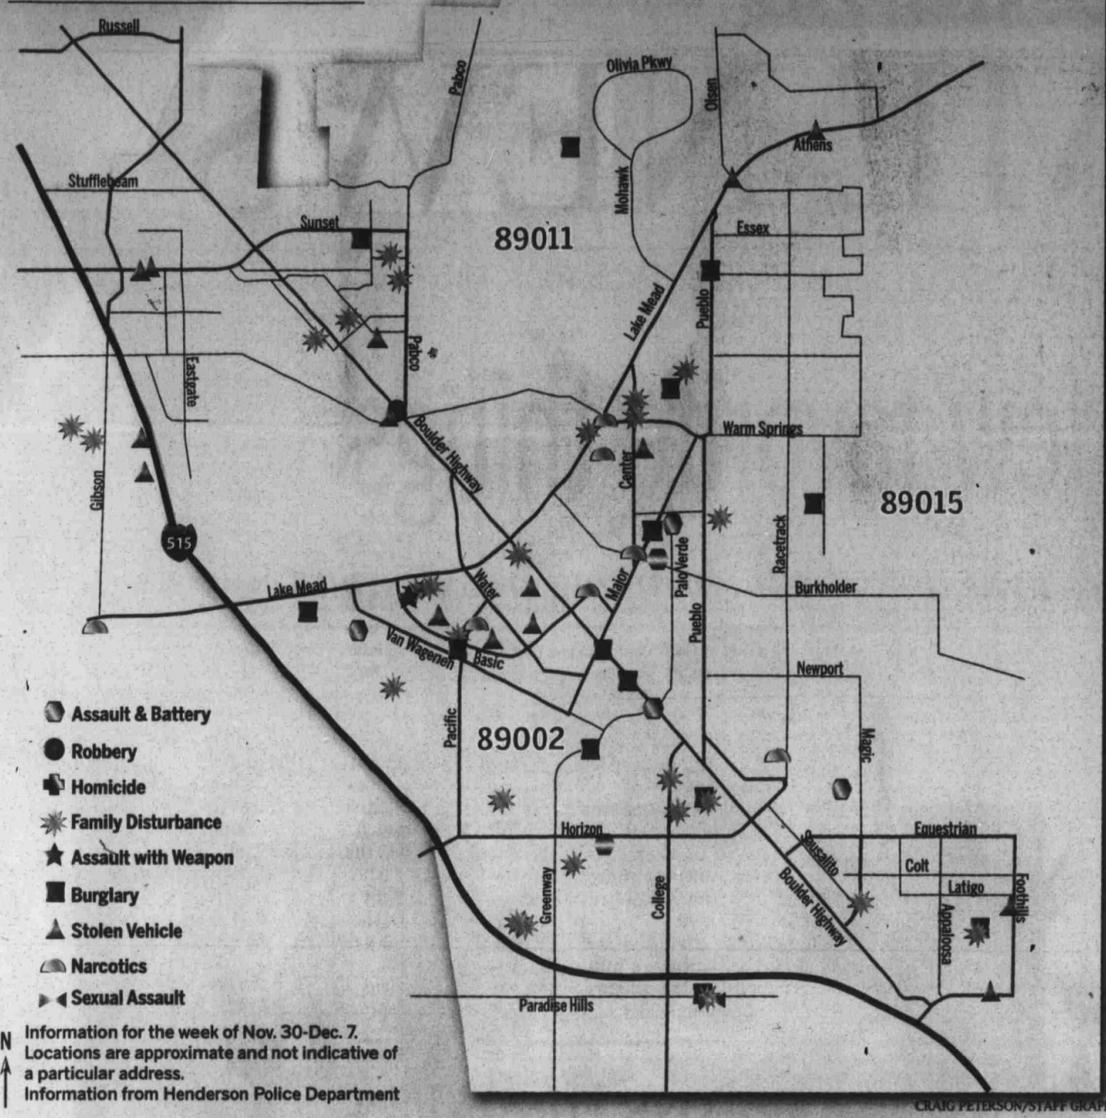 Russell
Pabco
Olivia Pkwy
Olsen
Athens
Stufflebeam
Mohawk
Sunset
89011
Essex
Lake Mead
Pueblo
Pabco
Eastgate
Boulder Highway
Warm Springs
Gibson
Center
89015
515
Racetrack
Palo Verde
Lake Mead
Water
Major
Burkholder
Pueblo
Van Wagenen
Basic
Newport
Pacific
89002
Magic
Assault & Battery
Robbery
Homicide
Family Disturbance
Assault with Weapon
Burglary
Stolen Vehicle
Narcotics
Sexual Assault
Horizon
Equestrian
Sausalito
Colt
Latigo
Foothills
Greenway
College
Boulder Highway
Appaloosa
Paradise Hills
N
Information for the week of Nov. 30-Dec. 7.
Locations are approximate and not indicative of
a particular address.
Information from Henderson Police Department
CRAIG PETERSON/STAFF GRAP